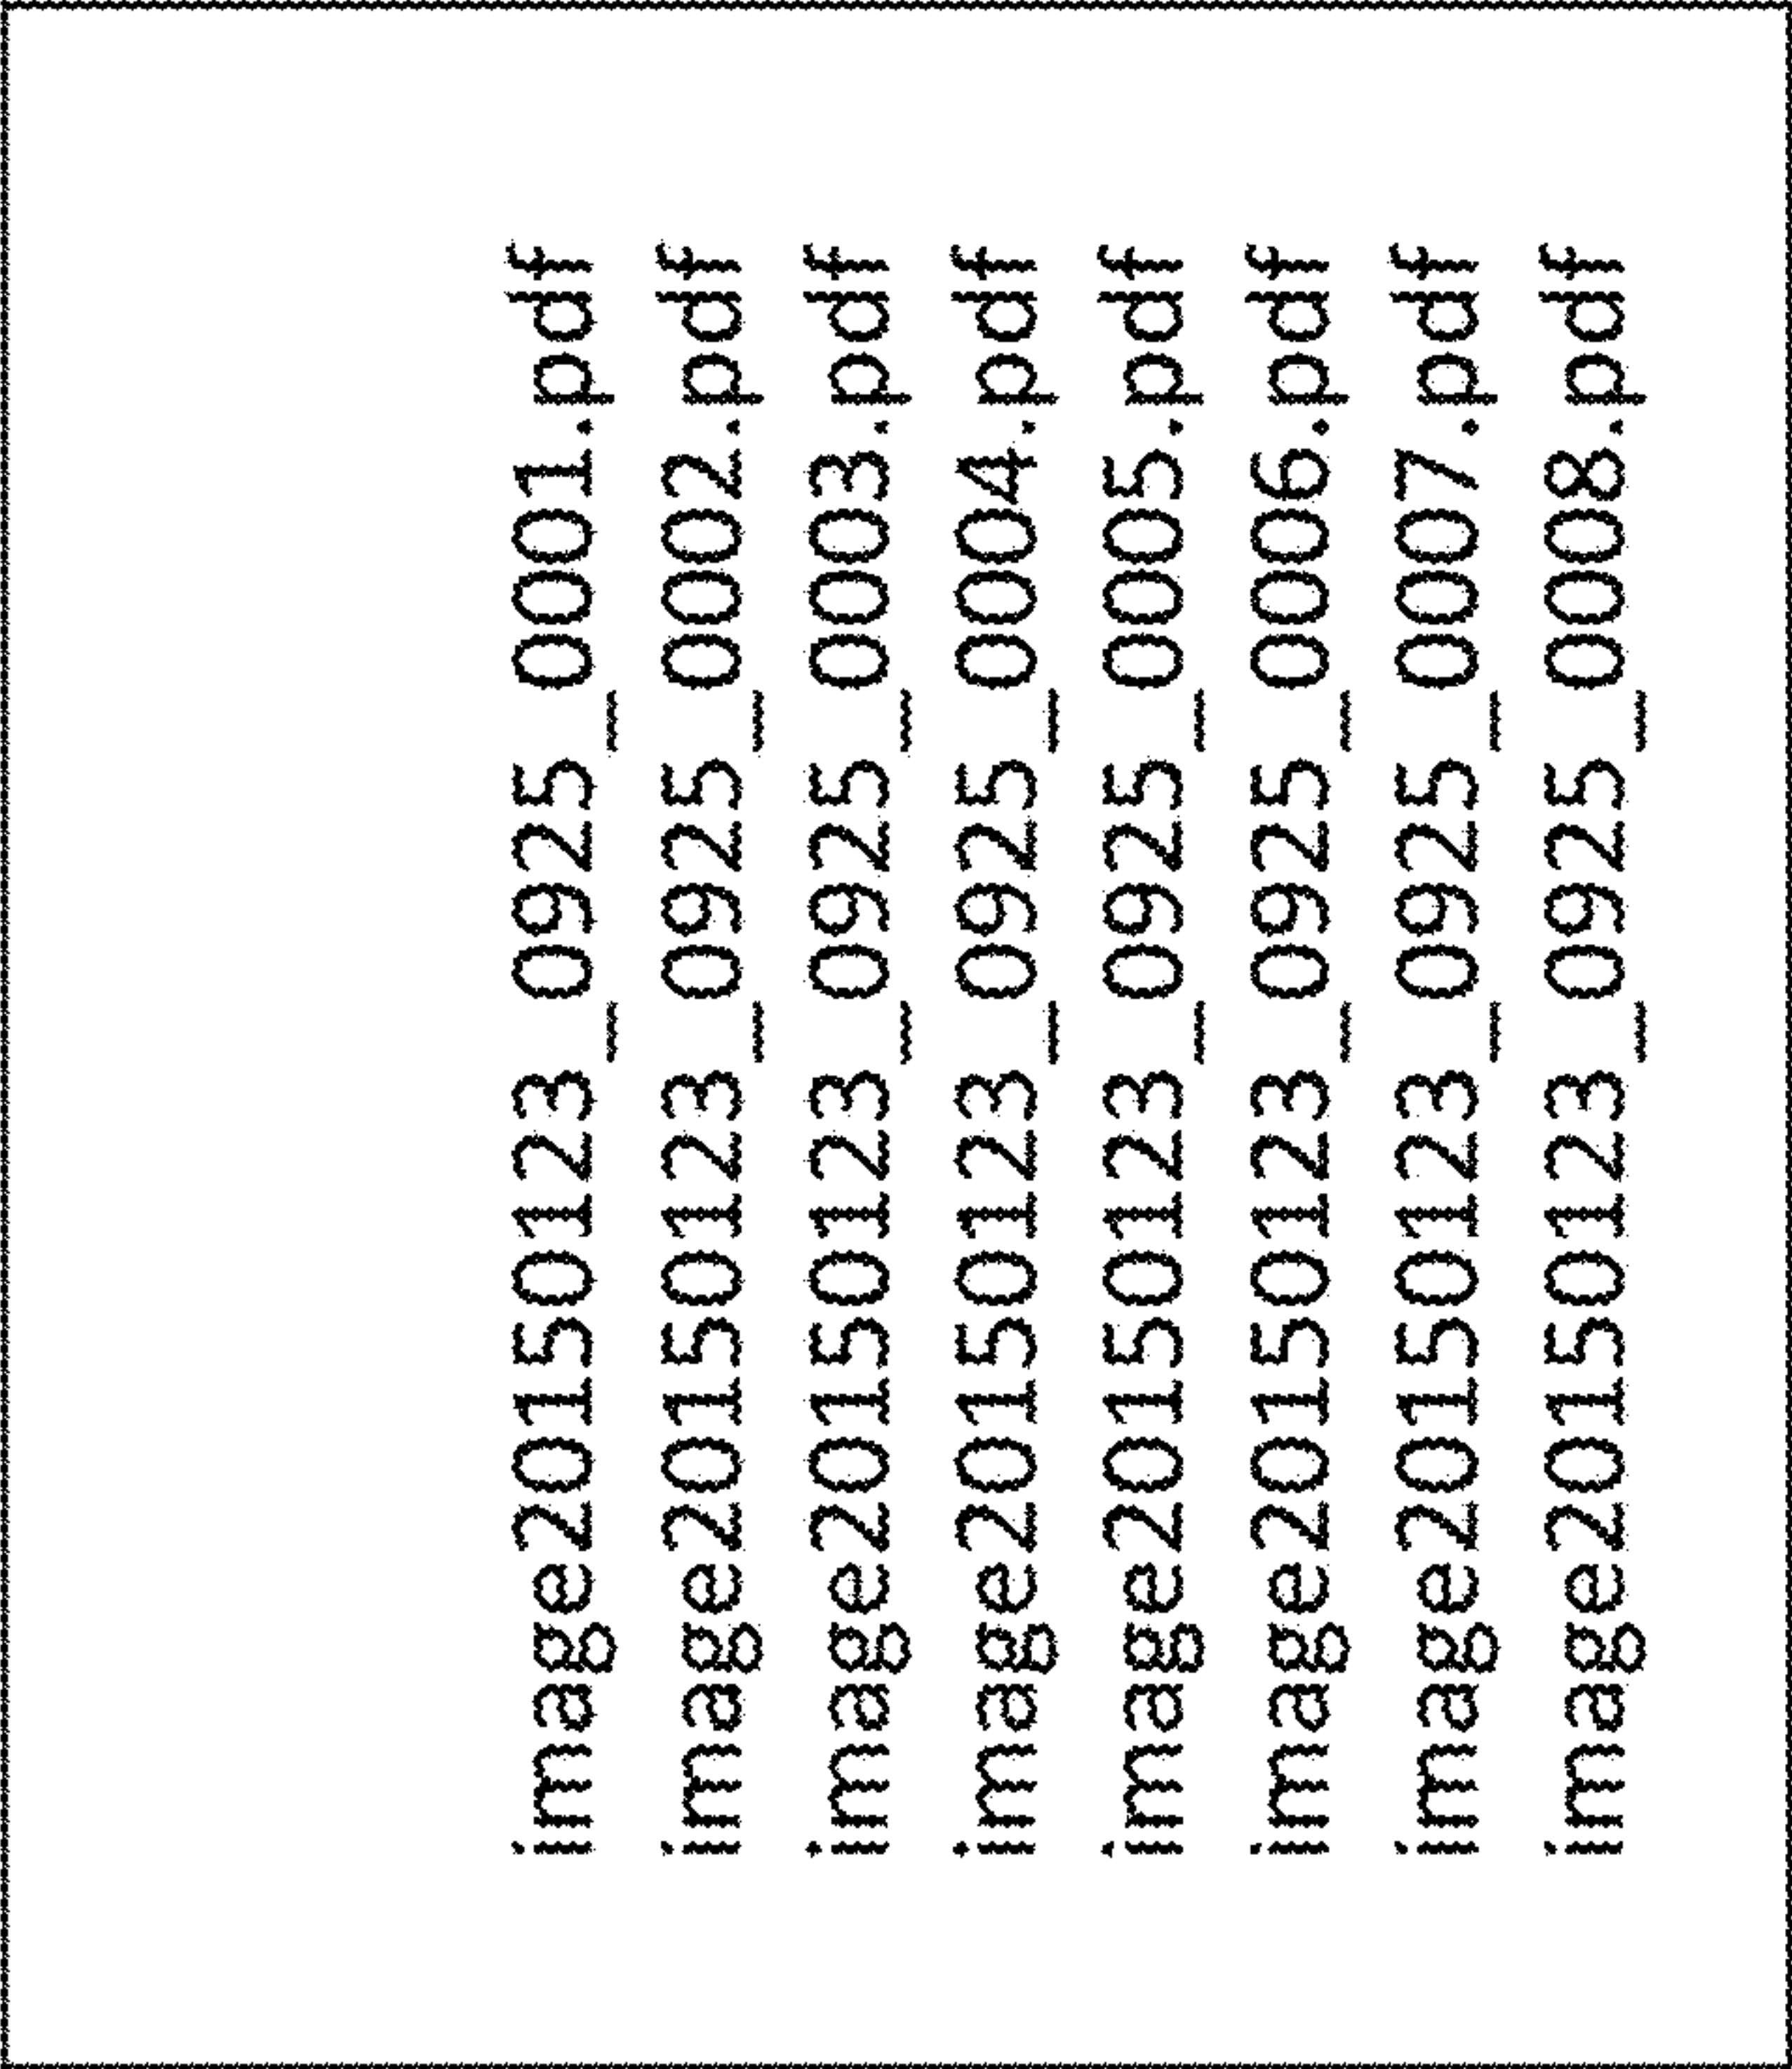 image20150123_0925_0001.pdf
image20150123_0925_0002.pdf
image20150123_0925_0003.pdf
image20150123_0925_0004.pdf
image20150123_0925_0005.pdf
image20150123_0925_0006.pdf
image20150123_0925_0007.pdf
image20150123_0925_0008.pdf